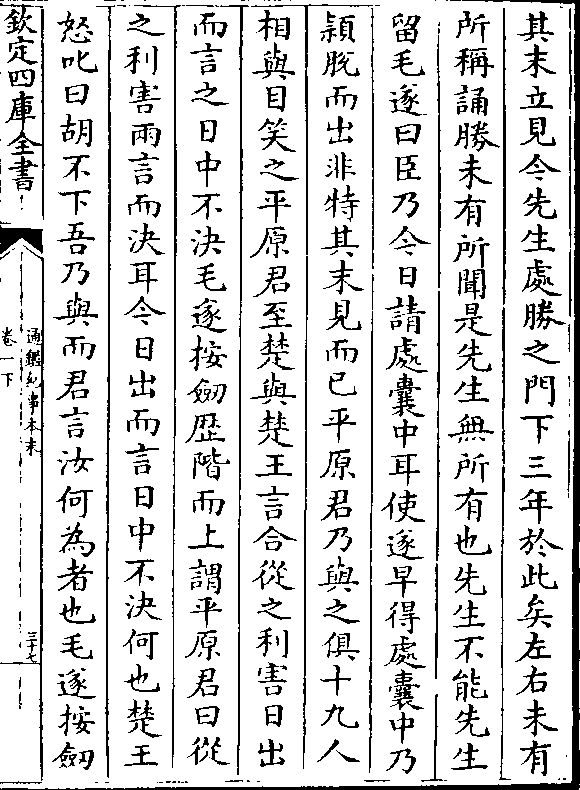 其末立見今先生處勝之門下三年於此矣左右未有
所稱誦勝未有所聞是先生無所有也先生不能先生
留毛遂曰臣乃今日請處囊中耳使遂早得處囊中乃
穎脫而出非特其末見而已平原君乃與之俱十九人
相與目笑之平原君至楚與楚王言合從之利害日出
而言之日中不決毛遂按劒歴階而上謂平原君曰從
之利害兩言而決耳今日出而言日中不決何也楚王
怒叱曰胡不下吾乃與而君言汝何為者也毛遂按劒
欽定四庫全書
通鑑紀事本末
卷一下
三十七